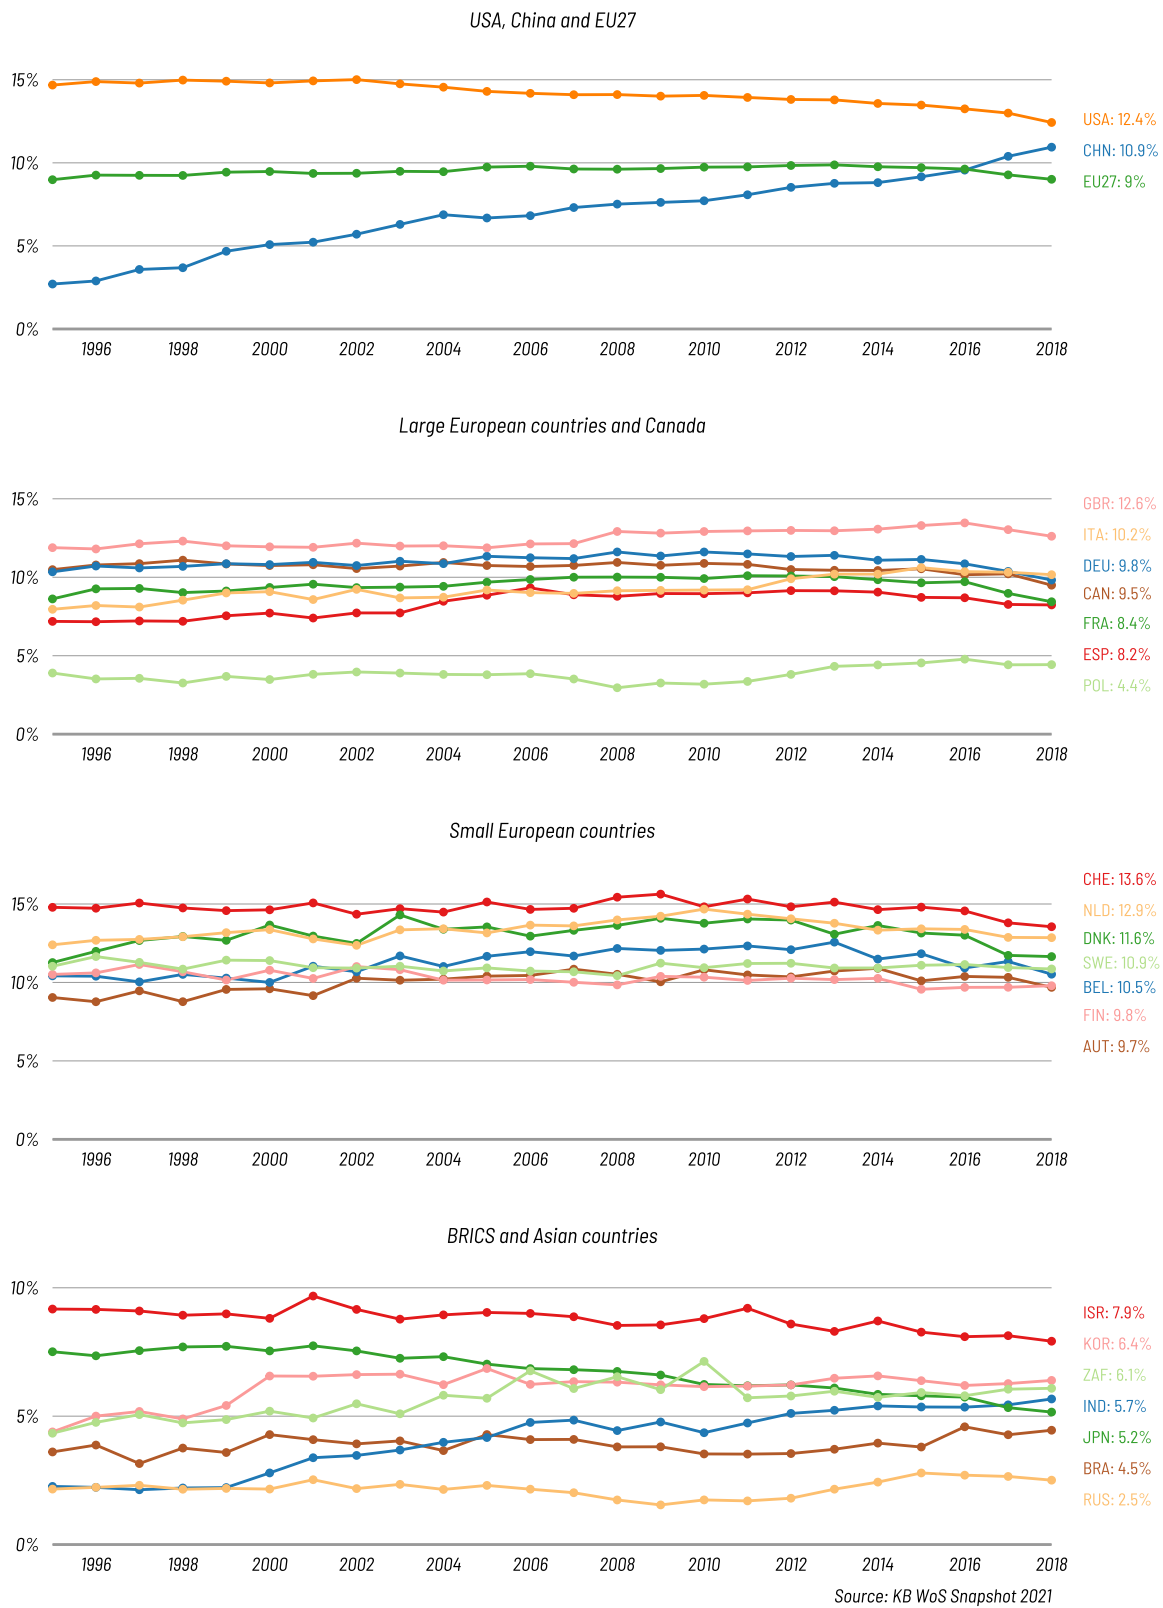 USA, China and EU27
15%
10%
5%
0%
USA: 12.4%
CHN: 10.9%
EU27: 9%
1996 1998 2000 2002 2004 2006 2008 2010 2012 2014 2016 2018
Large European countries and Canada
15%
10%
5%
0%
GBR: 12.6%
ITA: 10.2%
DEU: 9.8%
CAN: 9.5%
FRA: 8.4%
ESP: 8.2%
POL: 4.4%
1996 1998 2000 2002 2004 2006 2008 2010 2012 2014 2016 2018
Small European countries
15%
10%
5%
0%
CHE: 13.6%
NLD: 12.9%
DNK: 11.6%
SWE: 10.9%
BEL: 10.5%
FIN: 9.8%
AUT: 9.7%
1996 1998 2000 2002 2004 2006 2008 2010 2012 2014 2016 2018
BRICS and Asian countries
10%
5%
0%
ISR: 7.9%
KOR: 6.4%
ZAF: 6.1%
IND: 5.7%
JPN: 5.2%
BRA: 4.5%
RUS: 2.5%
1996 1998 2000 2002 2004 2006 2008 2010 2012 2014 2016 2018
Source: KB WoS Snapshot 2021